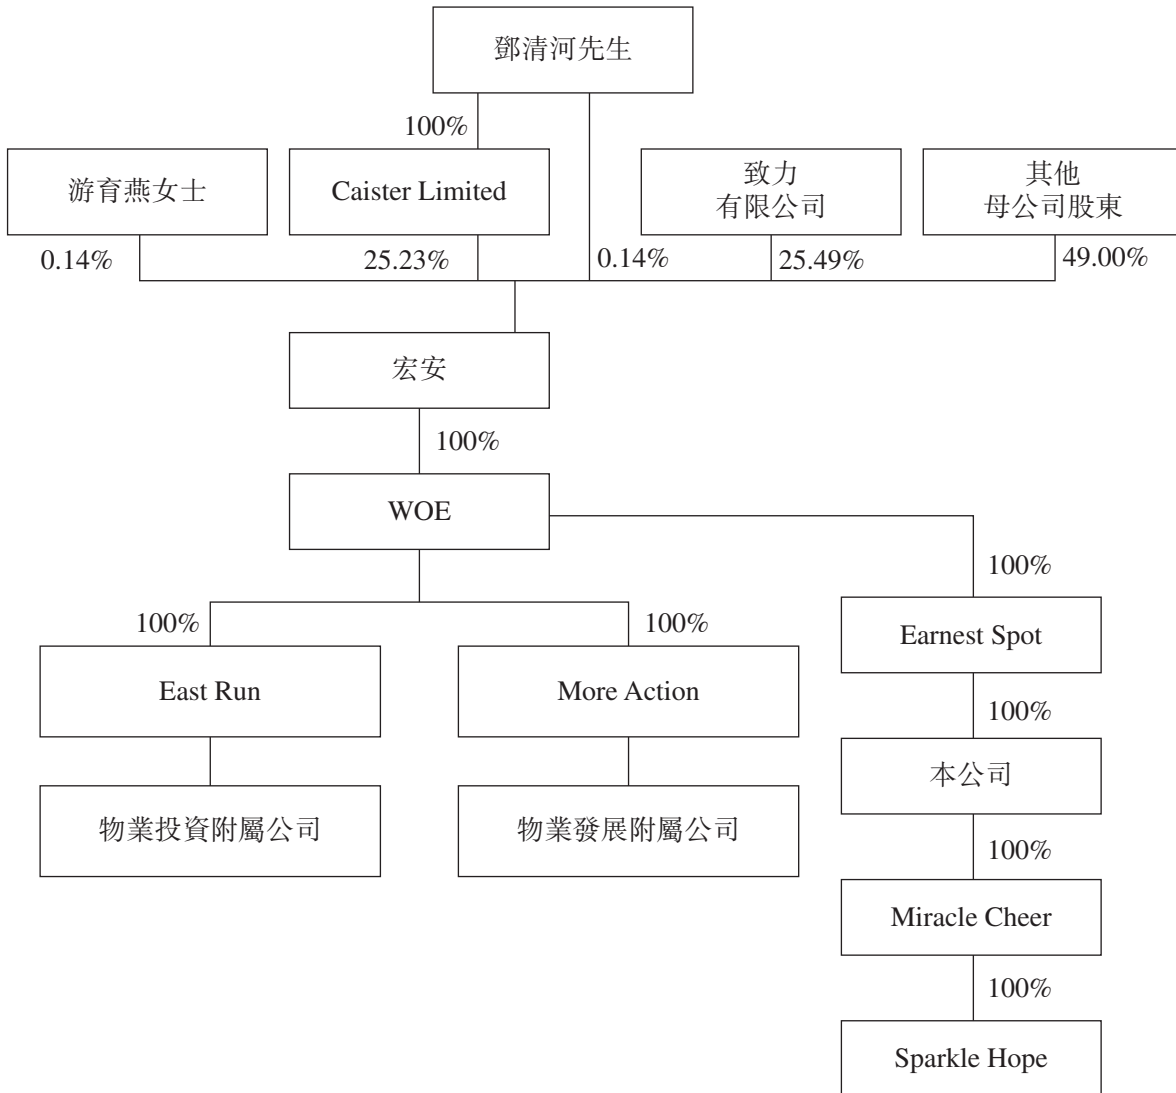 鄧清河先生
100%
游育燕女士
Caister Limited
致力
有限公司
其他
母公司股東
0.14%
25.23%
0.14%
25.49%
49.00%
宏安
100%
WOE
100%
100%
100%
East Run
More Action
Earnest Spot
100%
物業投資附屬公司
物業發展附屬公司
本公司
100%
Miracle Cheer
100%
Sparkle Hope